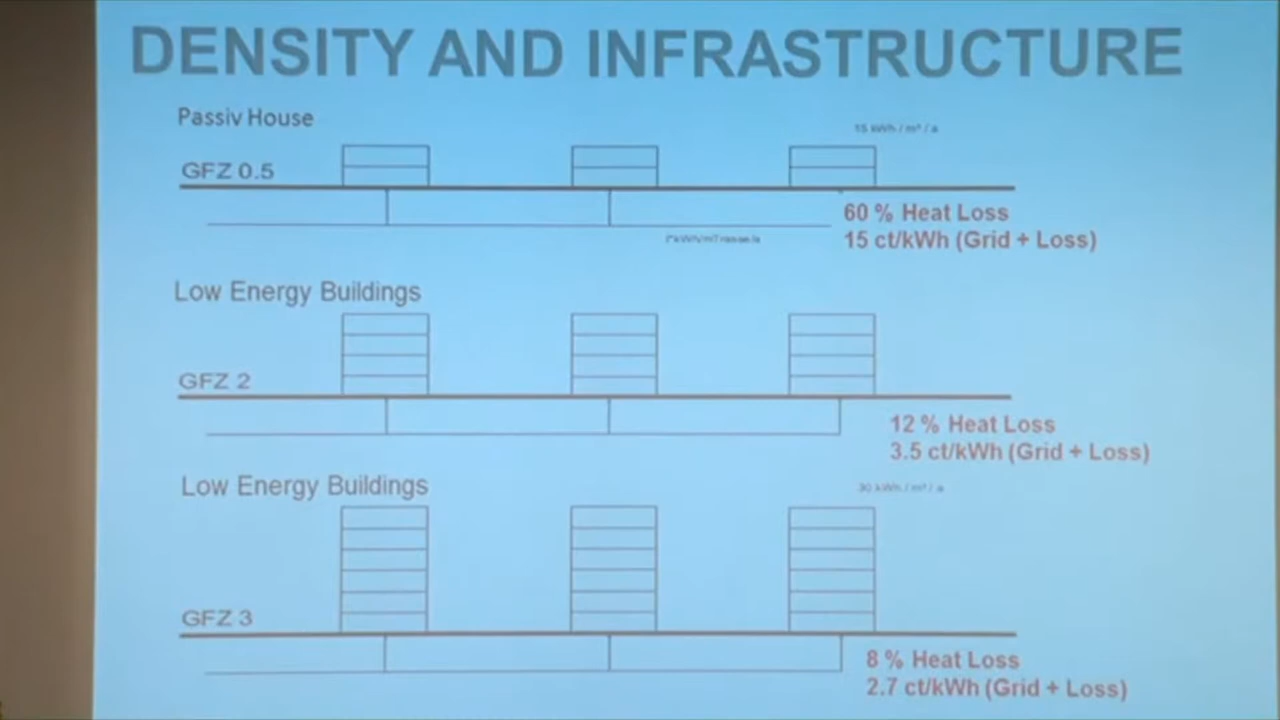 DENSITY AND INFRASTRUCTURE
Passiv House
15 kWh / m² / a
GFZ 0.5
60 % Heat Loss
15 ct/kWh (Grid + Loss)
Low Energy Buildings
GFZ 2
12 % Heat Loss
3.5 ct/kWh (Grid + Loss)
Low Energy Buildings
30 kWh / m² / a
GFZ 3
8 % Heat Loss
2.7 ct/kWh (Grid + Loss)